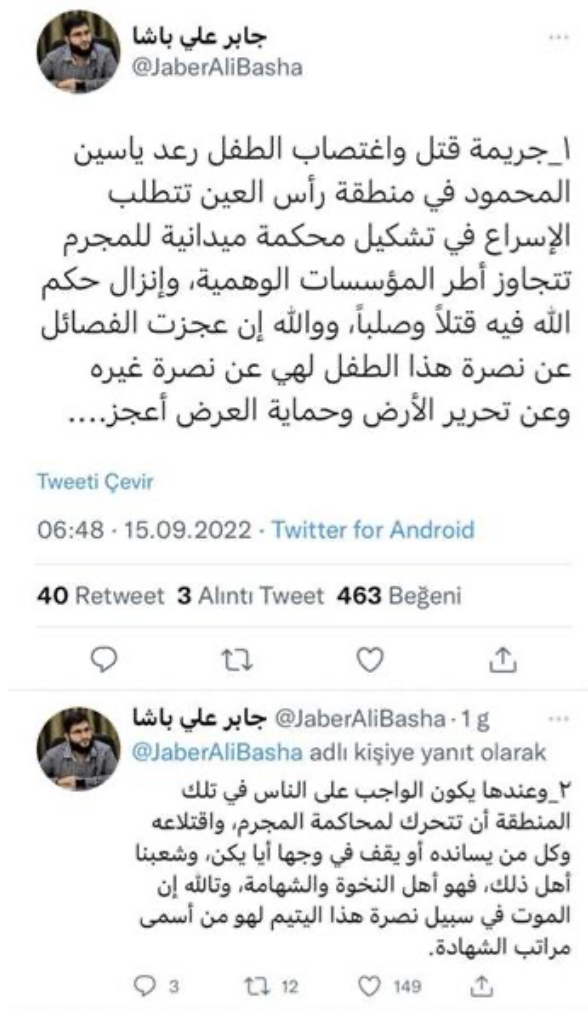 جابر علي باشا
@JaberAliBasha
١_جريمة قتل واغتصاب الطفل رعد ياسين
المحمود في منطقة رأس العين تتطلب
الإسراع في تشكيل محكمة ميدانية للمجرم
تتجاوز أطر المؤسسات الوهمية، وإنزال حكم
الله فيه قتلاً وصلباً، ووالله إن عجزت الفصائل
عن نصرة هذا الطفل لهي عن نصرة غيره
وعن تحرير الأرض وحماية العرض أعجز....
Tweeti Çevir
06:48 · 15.09.2022 · Twitter for Android
40 Retweet 3 Alıntı Tweet 463 Beğeni
جابر علي باشا @JaberAliBasha · 1 g
@JaberAliBasha adlı kişiye yanıt olarak
٢_وعندها يكون الواجب على الناس في تلك
المنطقة أن تتحرك لمحاكمة المجرم، واقتلاعه
وكل من يسانده أو يقف في وجها أيا يكن، وشعبنا
أهل ذلك، فهو أهل النخوة والشهامة، وتالله إن
الموت في سبيل نصرة هذا اليتيم لهو من أسمى
مراتب الشهادة.
3 12 149